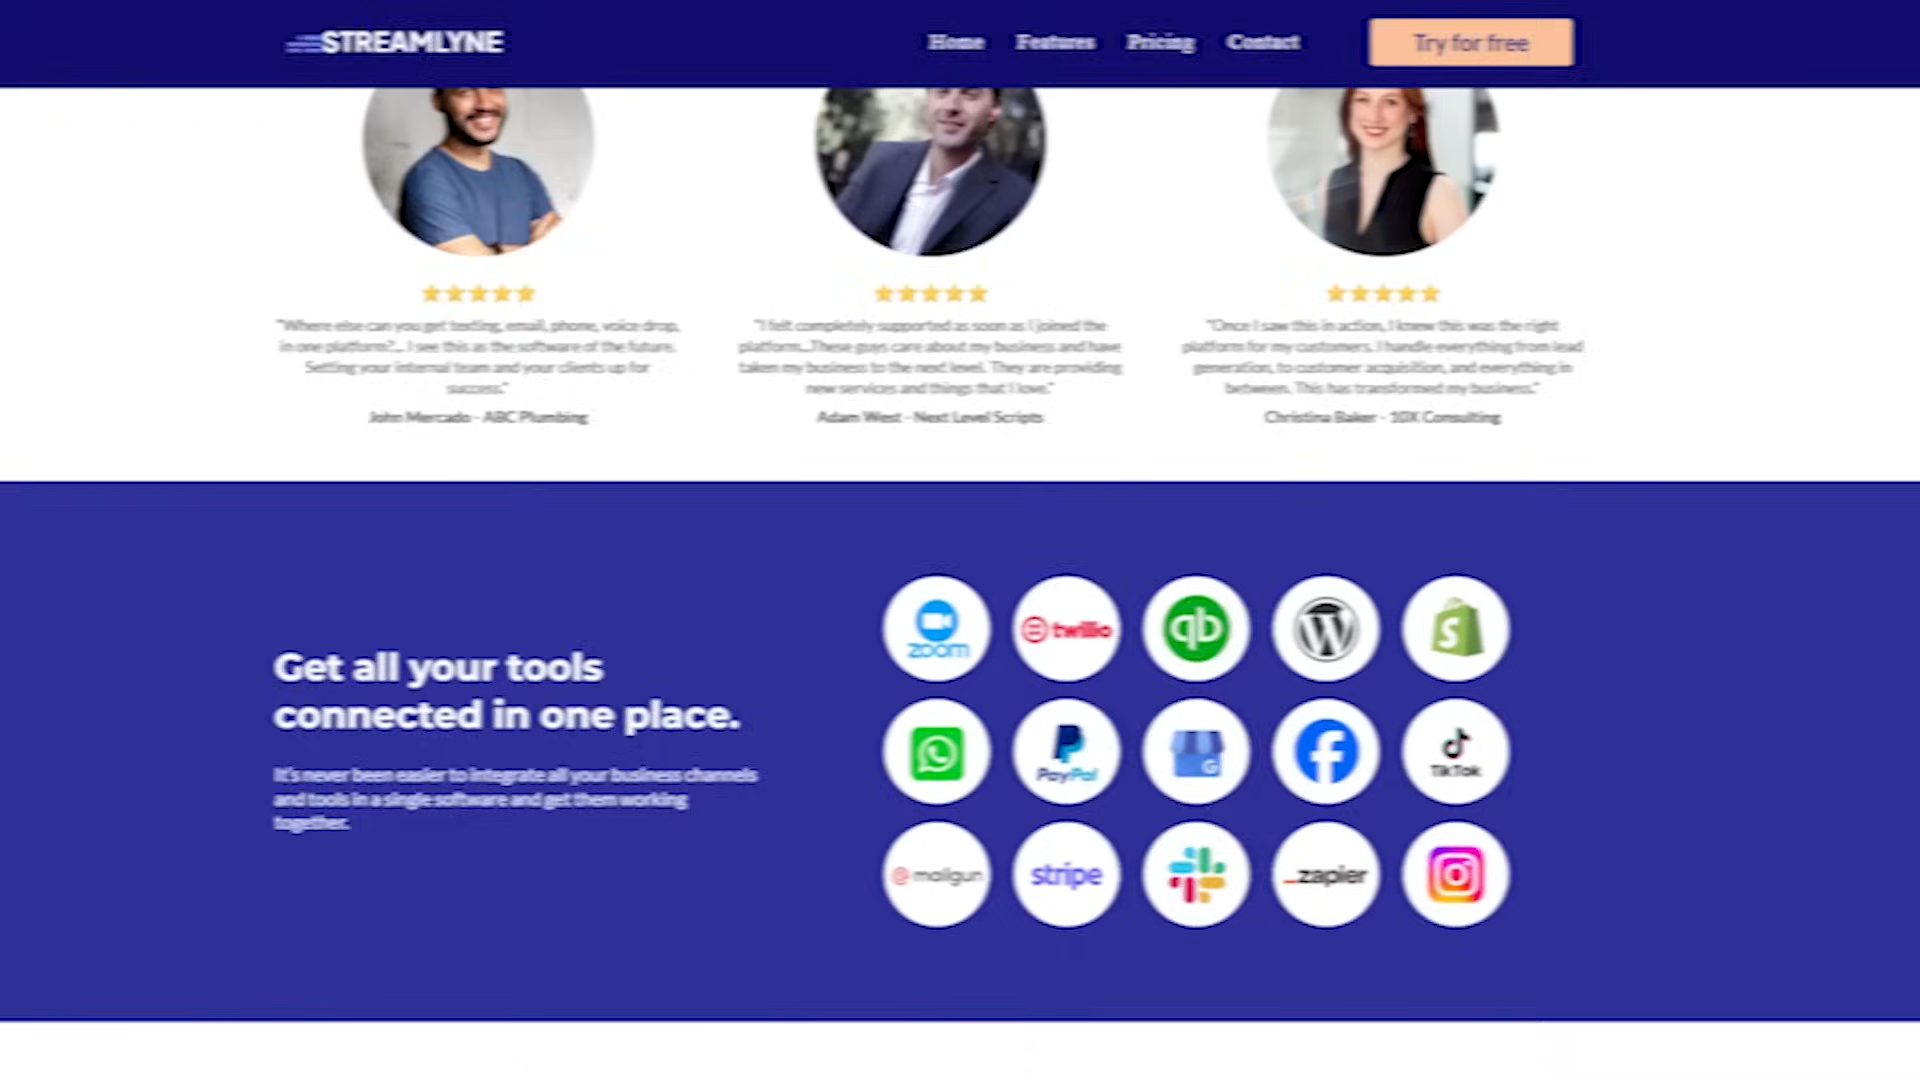 STREAMLYNE
Home Features Pricing Contact Try for free
"Where else can you get texting, email, phone, voice drop,
in one platform?... I see this as the software of the future.
Setting your internal team and your clients up for
success."
John Mercado - ABC Plumbing
"I felt completely supported as soon as I joined the
platform...These guys care about my business and have
taken my business to the next level. They are providing
new services and things that I love."
Adam West - Next Level Scripts
"Once I saw this in action, I knew this was the right
platform for my customers. I handle everything from lead
generation, to customer acquisition, and everything in
between. This has transformed my business."
Christina Baker - 10X Consulting
Get all your tools
connected in one place.
It's never been easier to integrate all your business channels
and tools in a single software and get them working
together.
zoom
twilio
qb
W
S
PayPal
G
f
TikTok
mailgun
stripe
zapier